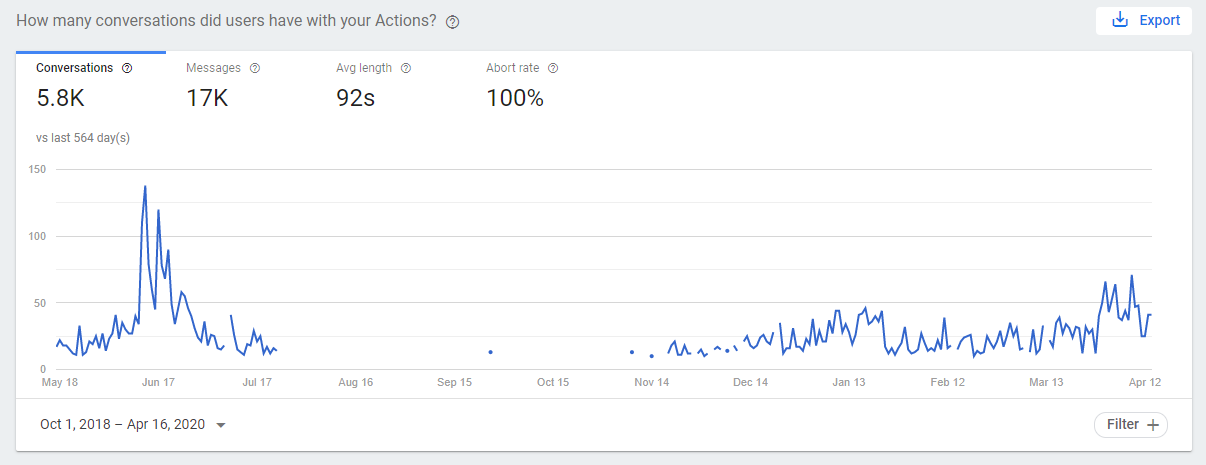 How many conversations did users have with your Actions?
Export
Conversations Messages Avg length Abort rate
5.8K 17K 92s 100%
vs last 564 day(s)
150
100
50
0
May 18 Jun 17 Jul 17 Aug 16 Sep 15 Oct 15 Nov 14 Dec 14 Jan 13 Feb 12 Mar 13 Apr 12
Oct 1, 2018 – Apr 16, 2020
Filter